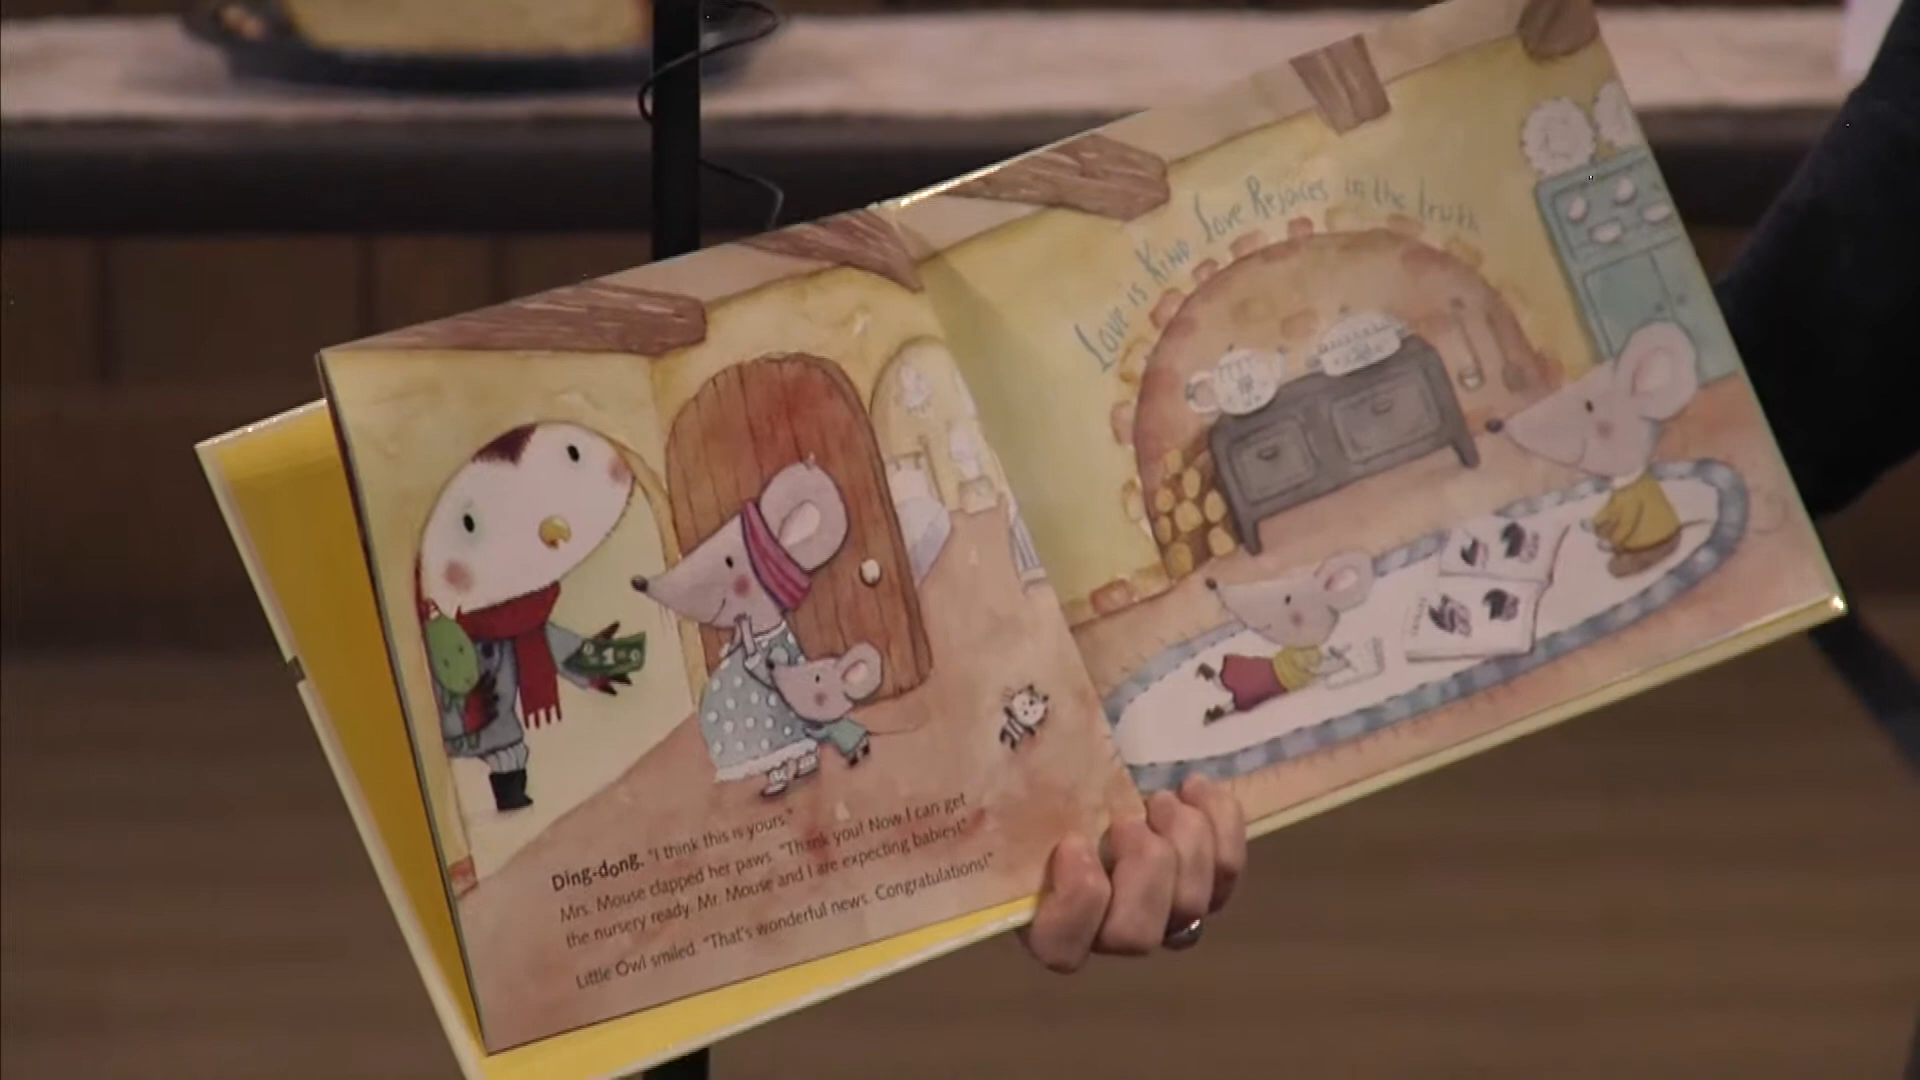 Ding-dong. "I think this is yours."
Mrs. Mouse clapped her paws. "Thank you! Now I can get
the nursery ready. Mr. Mouse and I are expecting babies!"
Little Owl smiled. "That's wonderful news. Congratulations!"
Love is Kind Love Rejoices in the truth